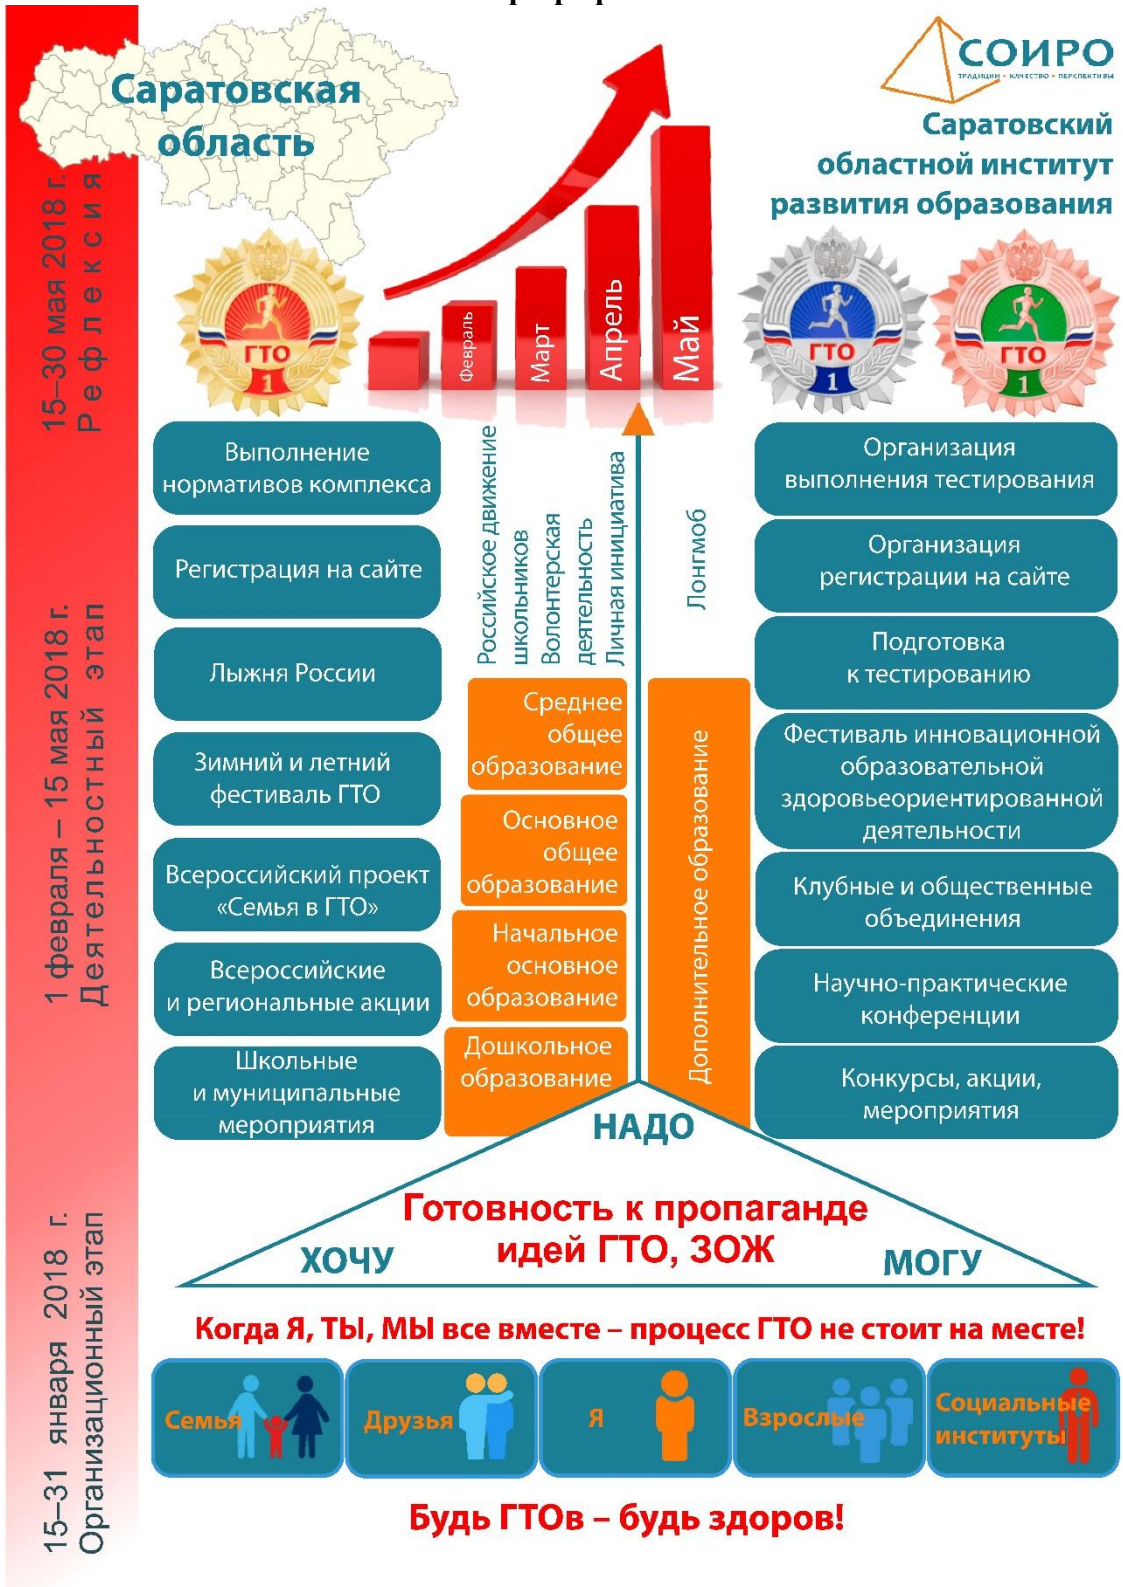 Саратовская
область
СОИРО
ТРАДИЦИИ • КАЧЕСТВО • ПЕРСПЕКТИВЫ
Саратовский
областной институт
развития образования
15–30 мая 2018 г.
Рефлексия
1 февраля – 15 мая 2018 г.
Деятельностный этап
15–31 января 2018 г.
Организационный этап
ГТО
1
Февраль
Март
Апрель
Май
ГТО
1
ГТО
1
Выполнение
нормативов комплекса
Регистрация на сайте
Лыжня России
Зимний и летний
фестиваль ГТО
Всероссийский проект
«Семья в ГТО»
Всероссийские
и региональные акции
Школьные
и муниципальные
мероприятия
Российское движение
школьников
Волонтерская
деятельность
Личная инициатива
Лонгмоб
Среднее
общее
образование
Основное
общее
образование
Начальное
основное
образование
Дошкольное
образование
Дополнительное образование
Организация
выполнения тестирования
Организация
регистрации на сайте
Подготовка
к тестированию
Фестиваль инновационной
образовательной
здоровьеориентированной
деятельности
Клубные и общественные
объединения
Научно-практические
конференции
Конкурсы, акции,
мероприятия
НАДО
Готовность к пропаганде
идей ГТО, ЗОЖ
ХОЧУ
МОГУ
Когда Я, ТЫ, МЫ все вместе – процесс ГТО не стоит на месте!
Семья
Друзья
Я
Взрослые
Социальные
институты
Будь ГТОв – будь здоров!